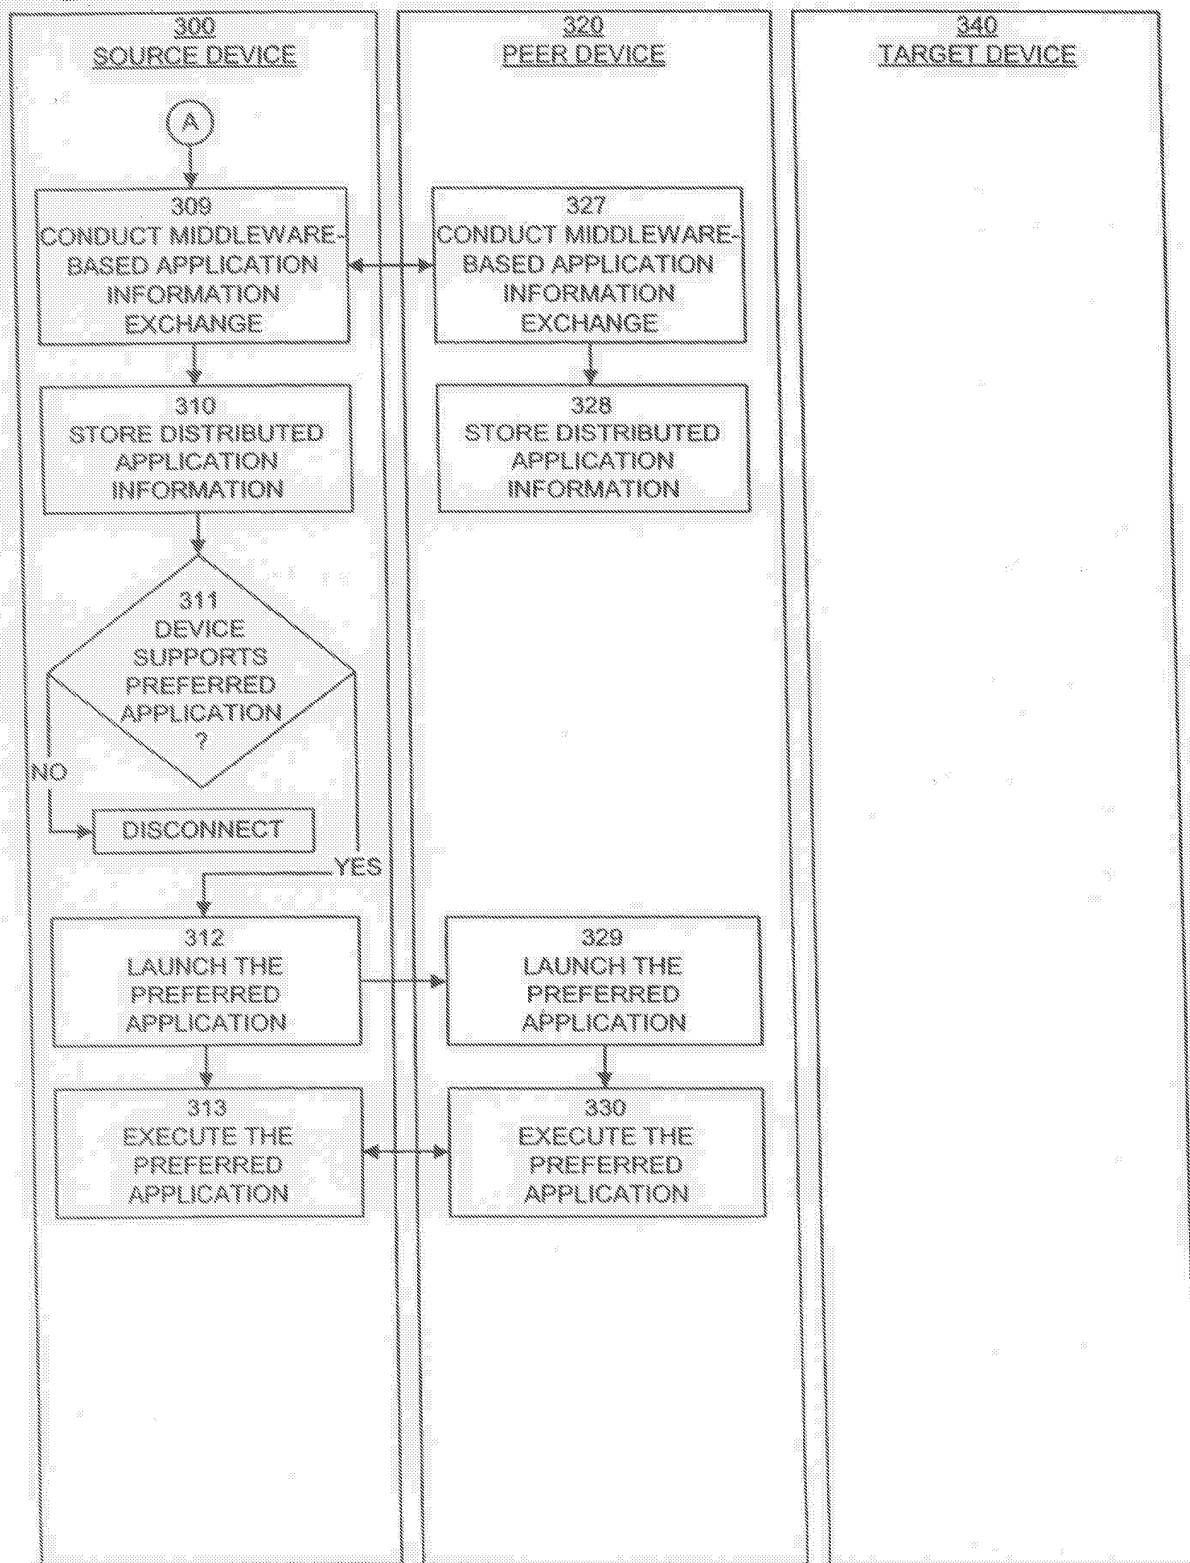 300
SOURCE DEVICE
320
PEER DEVICE
340
TARGET DEVICE
A
309
CONDUCT MIDDLEWARE-
BASED APPLICATION
INFORMATION
EXCHANGE
327
CONDUCT MIDDLEWARE-
BASED APPLICATION
INFORMATION
EXCHANGE
310
STORE DISTRIBUTED
APPLICATION
INFORMATION
328
STORE DISTRIBUTED
APPLICATION
INFORMATION
311
DEVICE
SUPPORTS
PREFERRED
APPLICATION
?
NO
DISCONNECT
YES
312
LAUNCH THE
PREFERRED
APPLICATION
329
LAUNCH THE
PREFERRED
APPLICATION
313
EXECUTE THE
PREFERRED
APPLICATION
330
EXECUTE THE
PREFERRED
APPLICATION